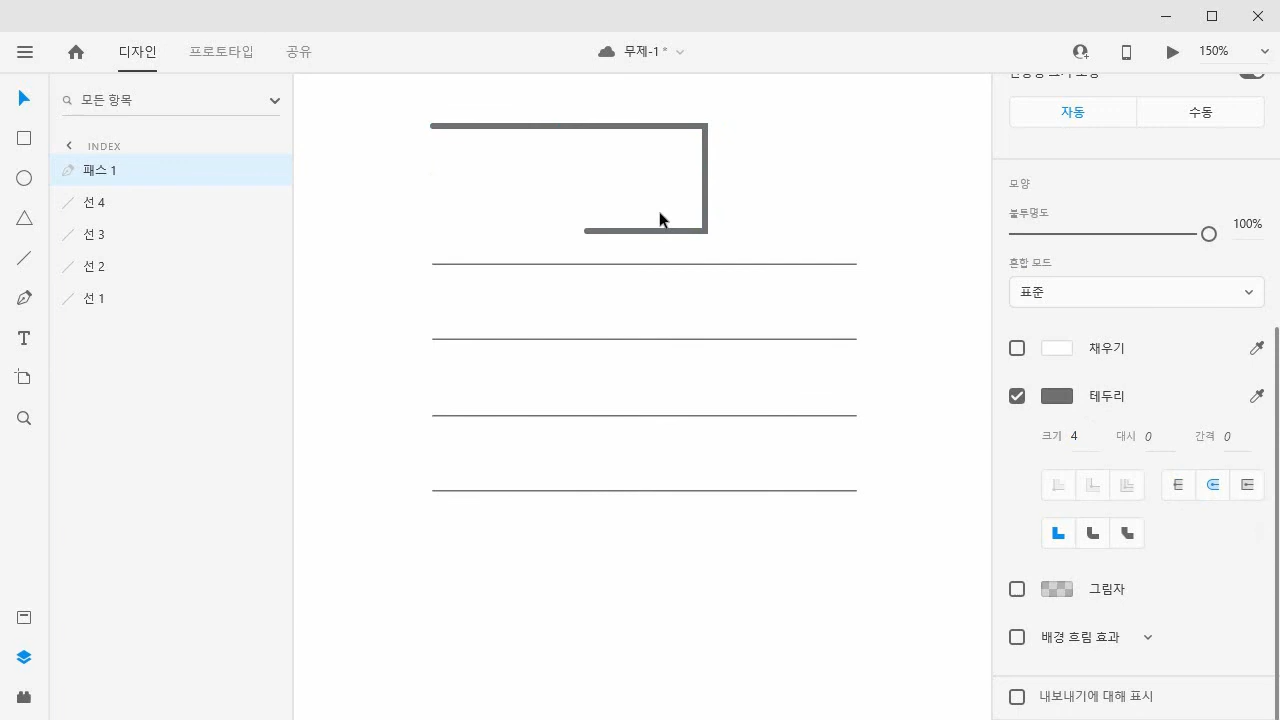 디자인 프로토타입 공유 무제-1 * 150%
모든 항목
INDEX
패스 1
선 4
선 3
선 2
선 1
자동 수동
모양
불투명도
100%
혼합 모드
표준
채우기
테두리
크기 4 대시 0 간격 0
그림자
배경 흐림 효과
내보내기에 대해 표시